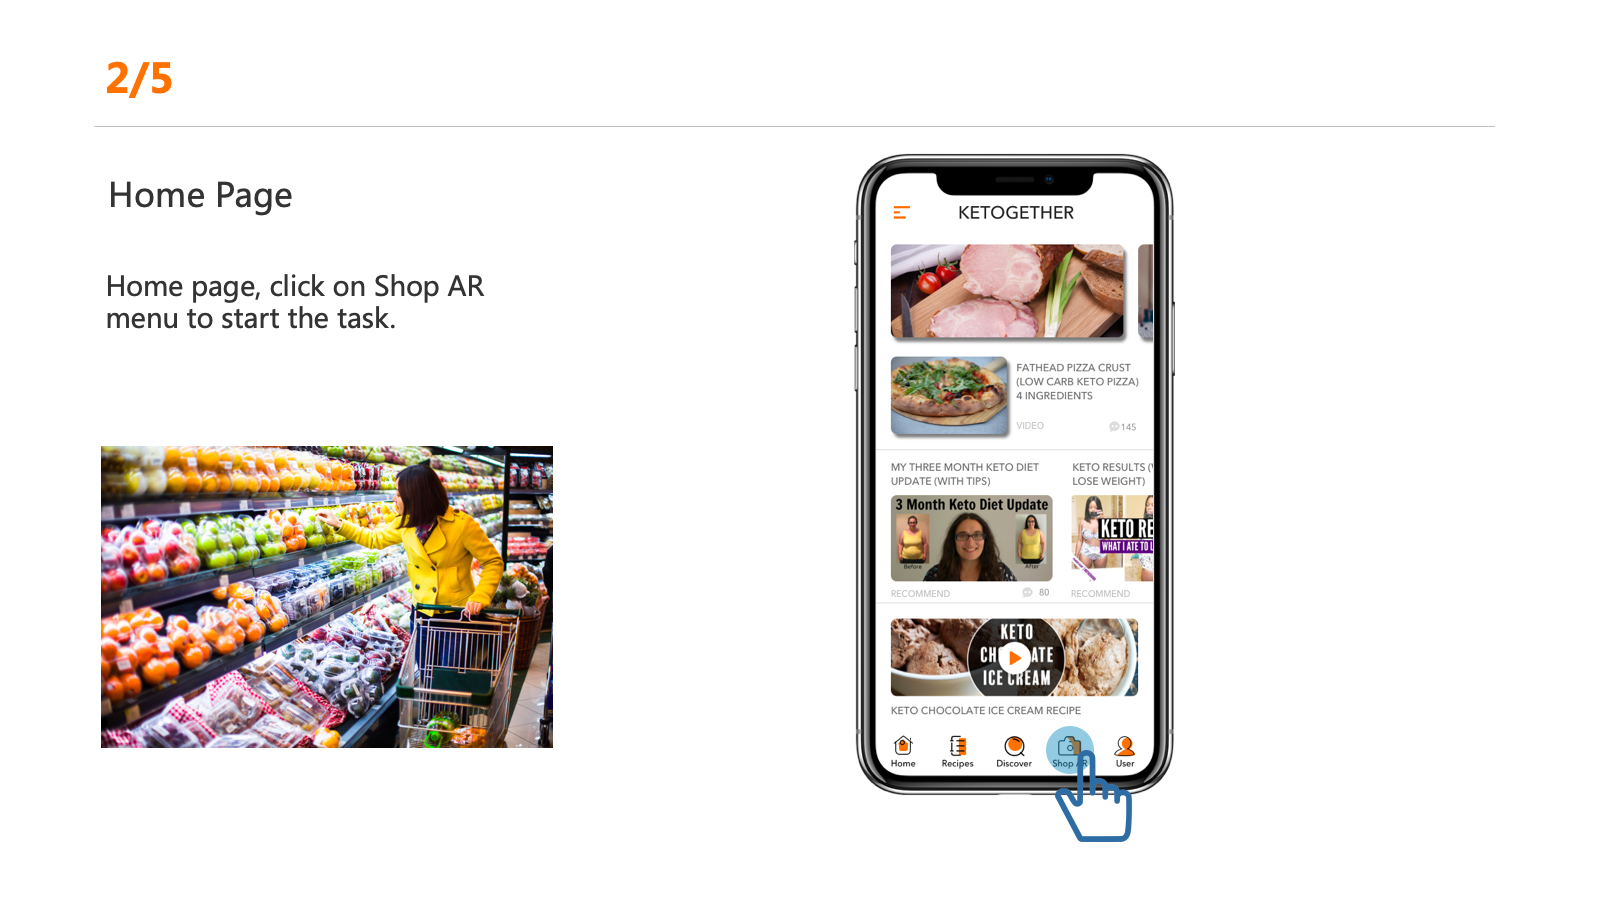 2/5
Home Page
Home page, click on Shop AR
menu to start the task.
KETOGETHER
FATHEAD PIZZA CRUST
(LOW CARB KETO PIZZA)
4 INGREDIENTS
VIDEO
145
MY THREE MONTH KETO DIET
UPDATE (WITH TIPS)
3 Month Keto Diet Update
Before
After
RECOMMEND
80
KETO RESULTS (
LOSE WEIGHT)
KETO RE
WHAT I ATE TO L
RECOMMEND
KETO
CH ATE
ICE CREAM
KETO CHOCOLATE ICE CREAM RECIPE
Home
Recipes
Discover
Shop AR
User